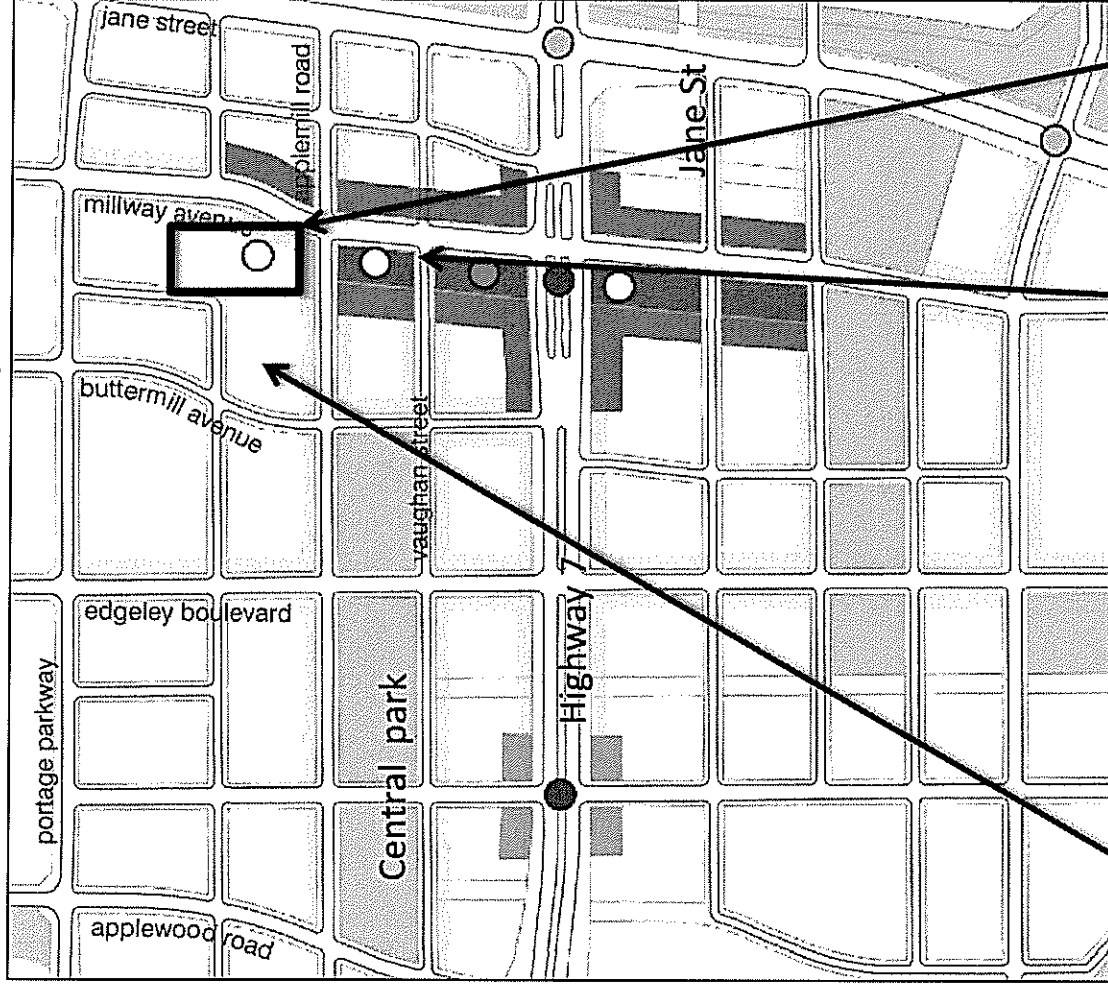 jane street
applemill road
Jane St
millway avenue
buttermill avenue
vaughan street
edgeley boulevard
Highway 7
portage parkway
Central park
applewood road